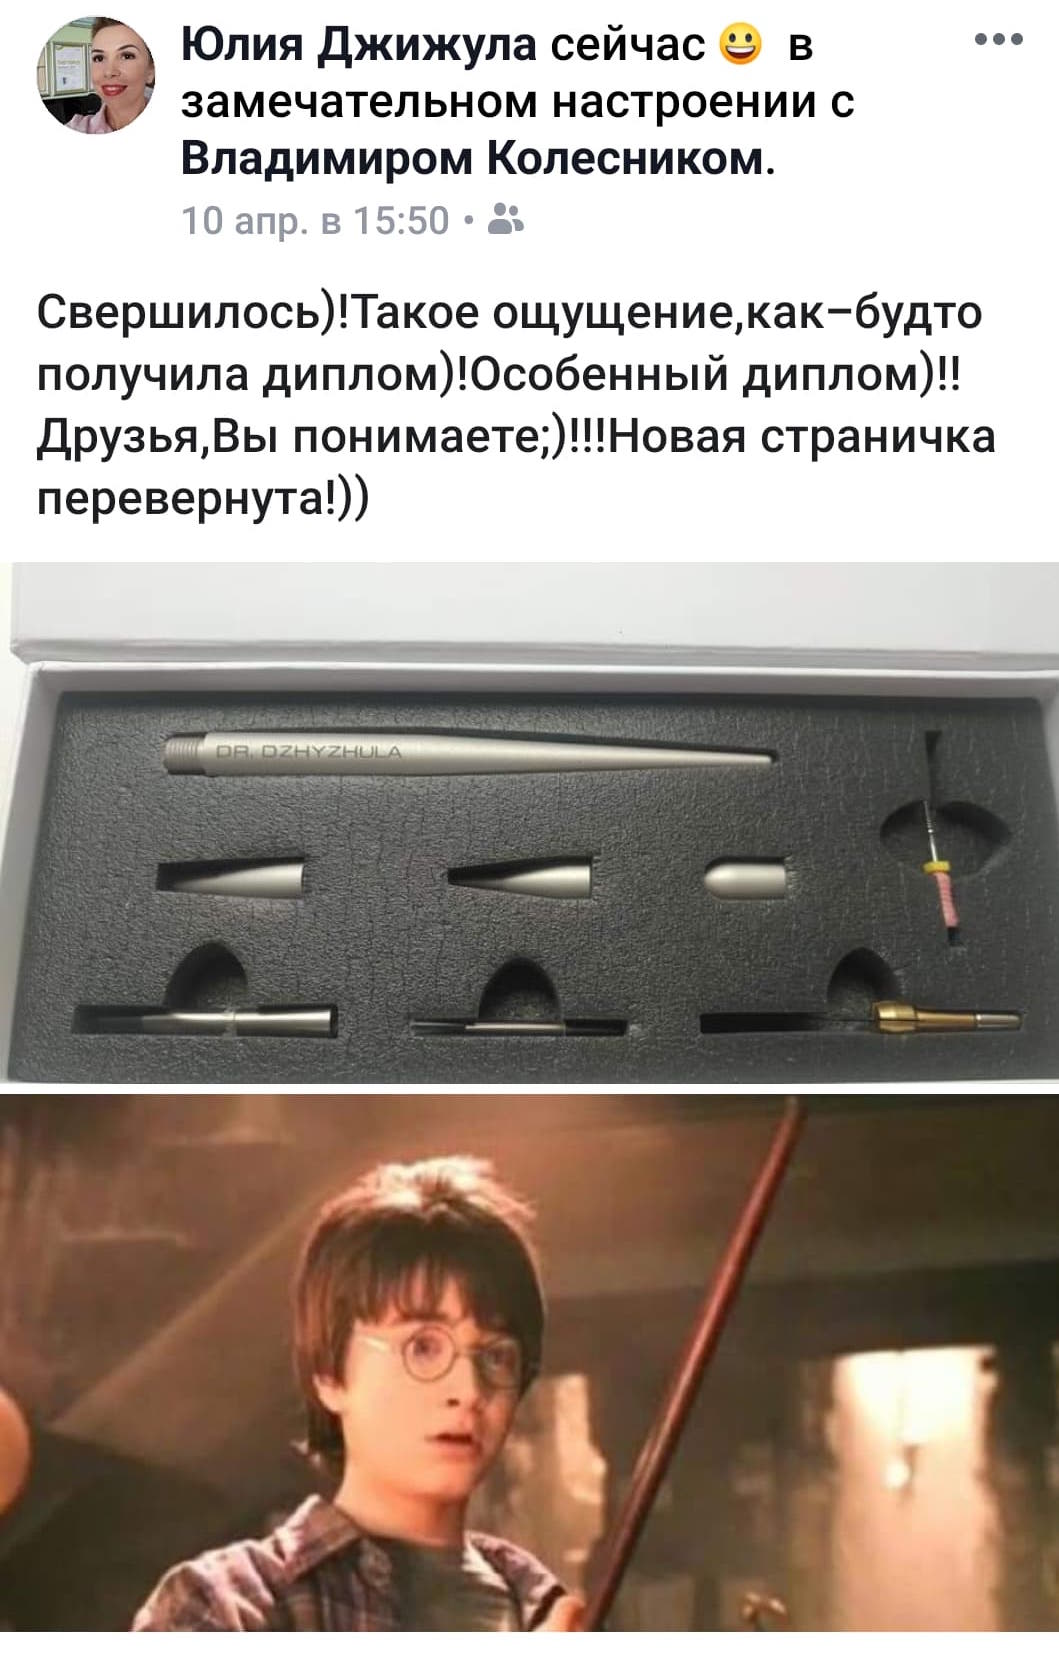 Юлия Джижула сейчас 😀 в
замечательном настроении с
Владимиром Колесником.
10 апр. в 15:50 •
Свершилось)!Такое ощущение,как-будто
получила диплом)!Особенный диплом)!!
Друзья,Вы понимаете;)!!!Новая страничка
перевернута!))
DR. DZHYZHULA